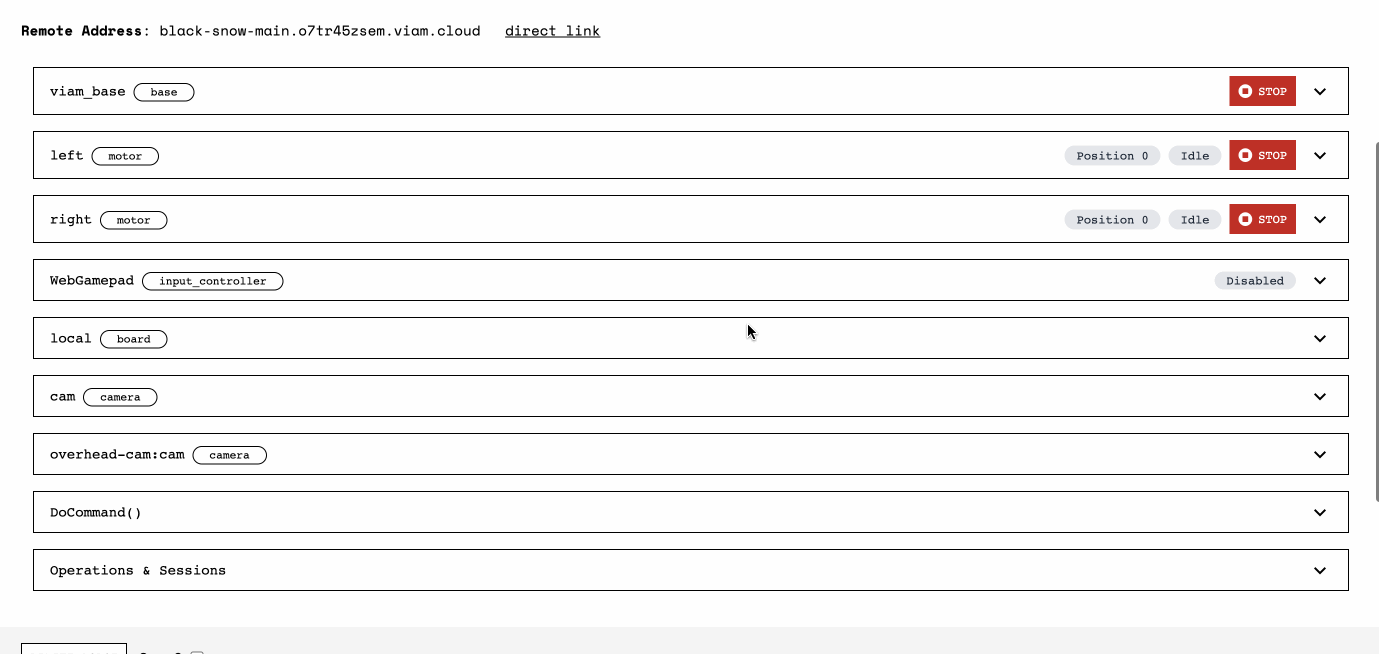 Remote Address: black-snow-main.o7tr45zsem.viam.cloud direct link
viam_base base STOP
left motor Position 0 Idle STOP
right motor Position 0 Idle STOP
WebGamepad input_controller Disabled
local board
cam camera
overhead-cam:cam camera
DoCommand()
Operations & Sessions